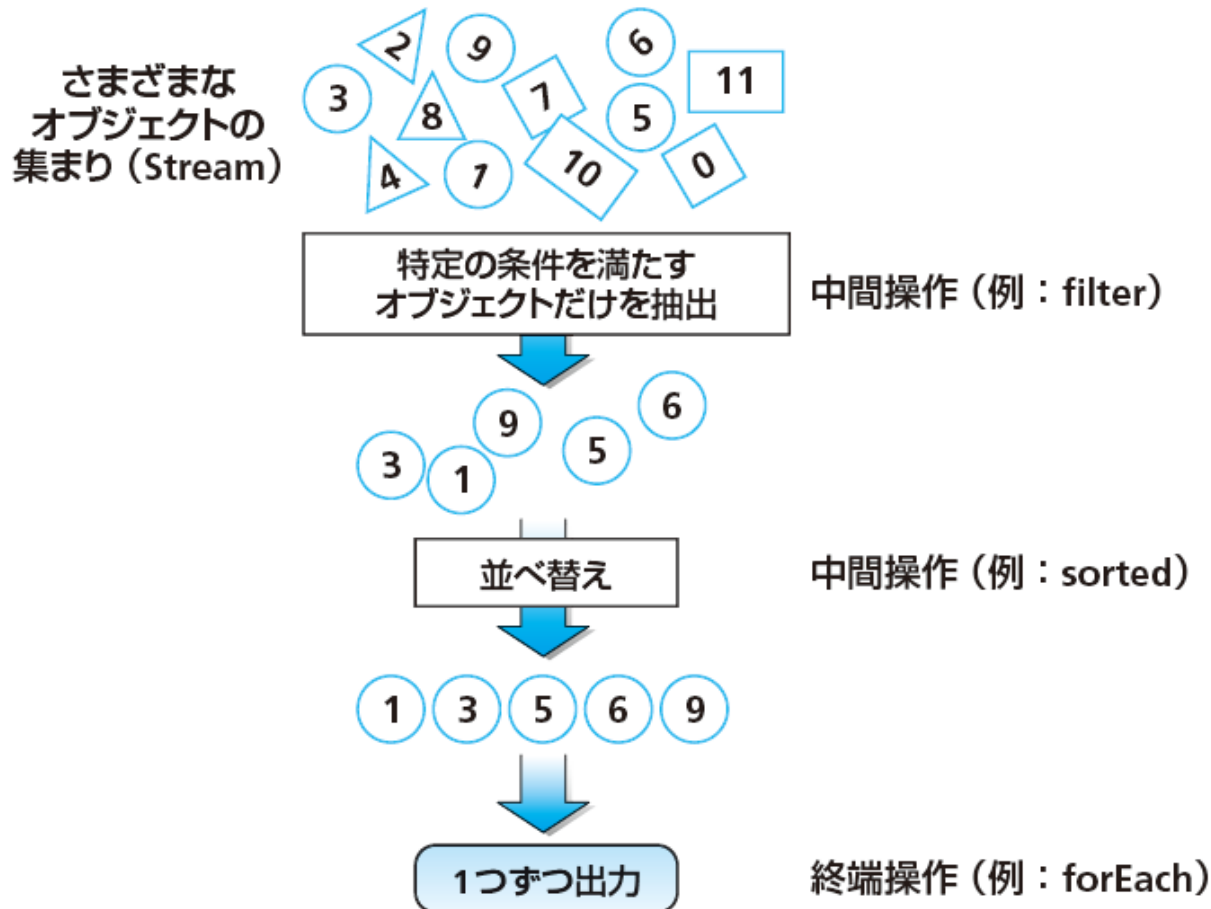 さまざまな
オブジェクトの
集まり（Stream）
2
9
6
3
8
7
5
11
4
1
10
0
特定の条件を満たす
オブジェクトだけを抽出
中間操作（例：filter）
9
6
3
1
5
並べ替え
中間操作（例：sorted）
1 3 5 6 9
1つずつ出力
終端操作（例：forEach）